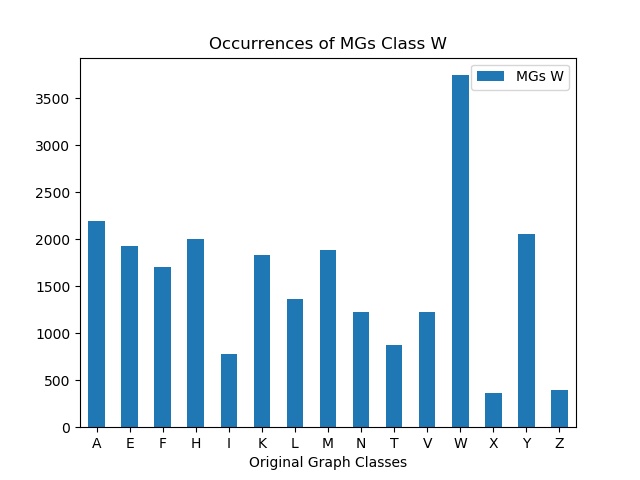 Occurrences of MGs Class W
MGs W
3500
3000
2500
2000
1500
1000
500
0
A E F H I K L M N T V W X Y Z
Original Graph Classes